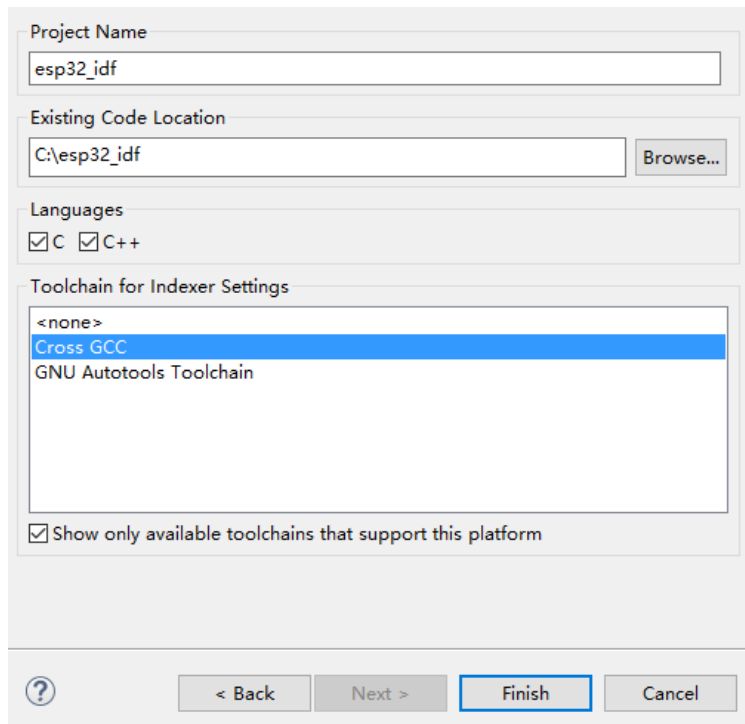 Project Name
esp32_idf
Existing Code Location
C:\esp32_idf
Browse...
Languages
C C++
Toolchain for Indexer Settings
<none>
Cross GCC
GNU Autotools Toolchain
Show only available toolchains that support this platform
? < Back Next > Finish Cancel